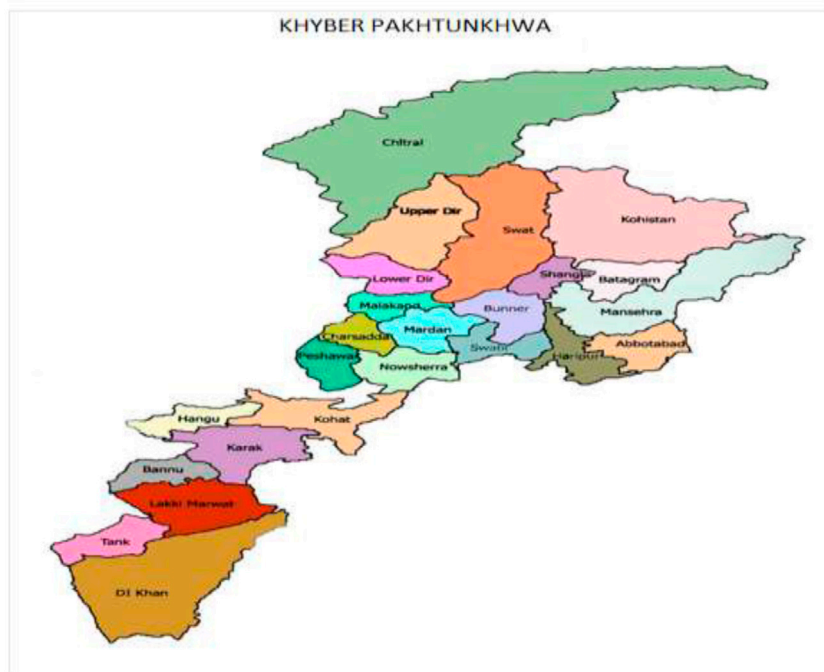 KHYBER PAKHTUNKHWA
Chitral
Upper Dir
Swat
Kohistan
Lower Dir
Shangla
Batagram
Malakand
Bunner
Mansehra
Charsadda
Mardan
Swabi
Haripur
Abbotabad
Peshawar
Nowsherra
Hangu
Kohat
Karak
Bannu
Lakki Marwat
Tank
DI Khan